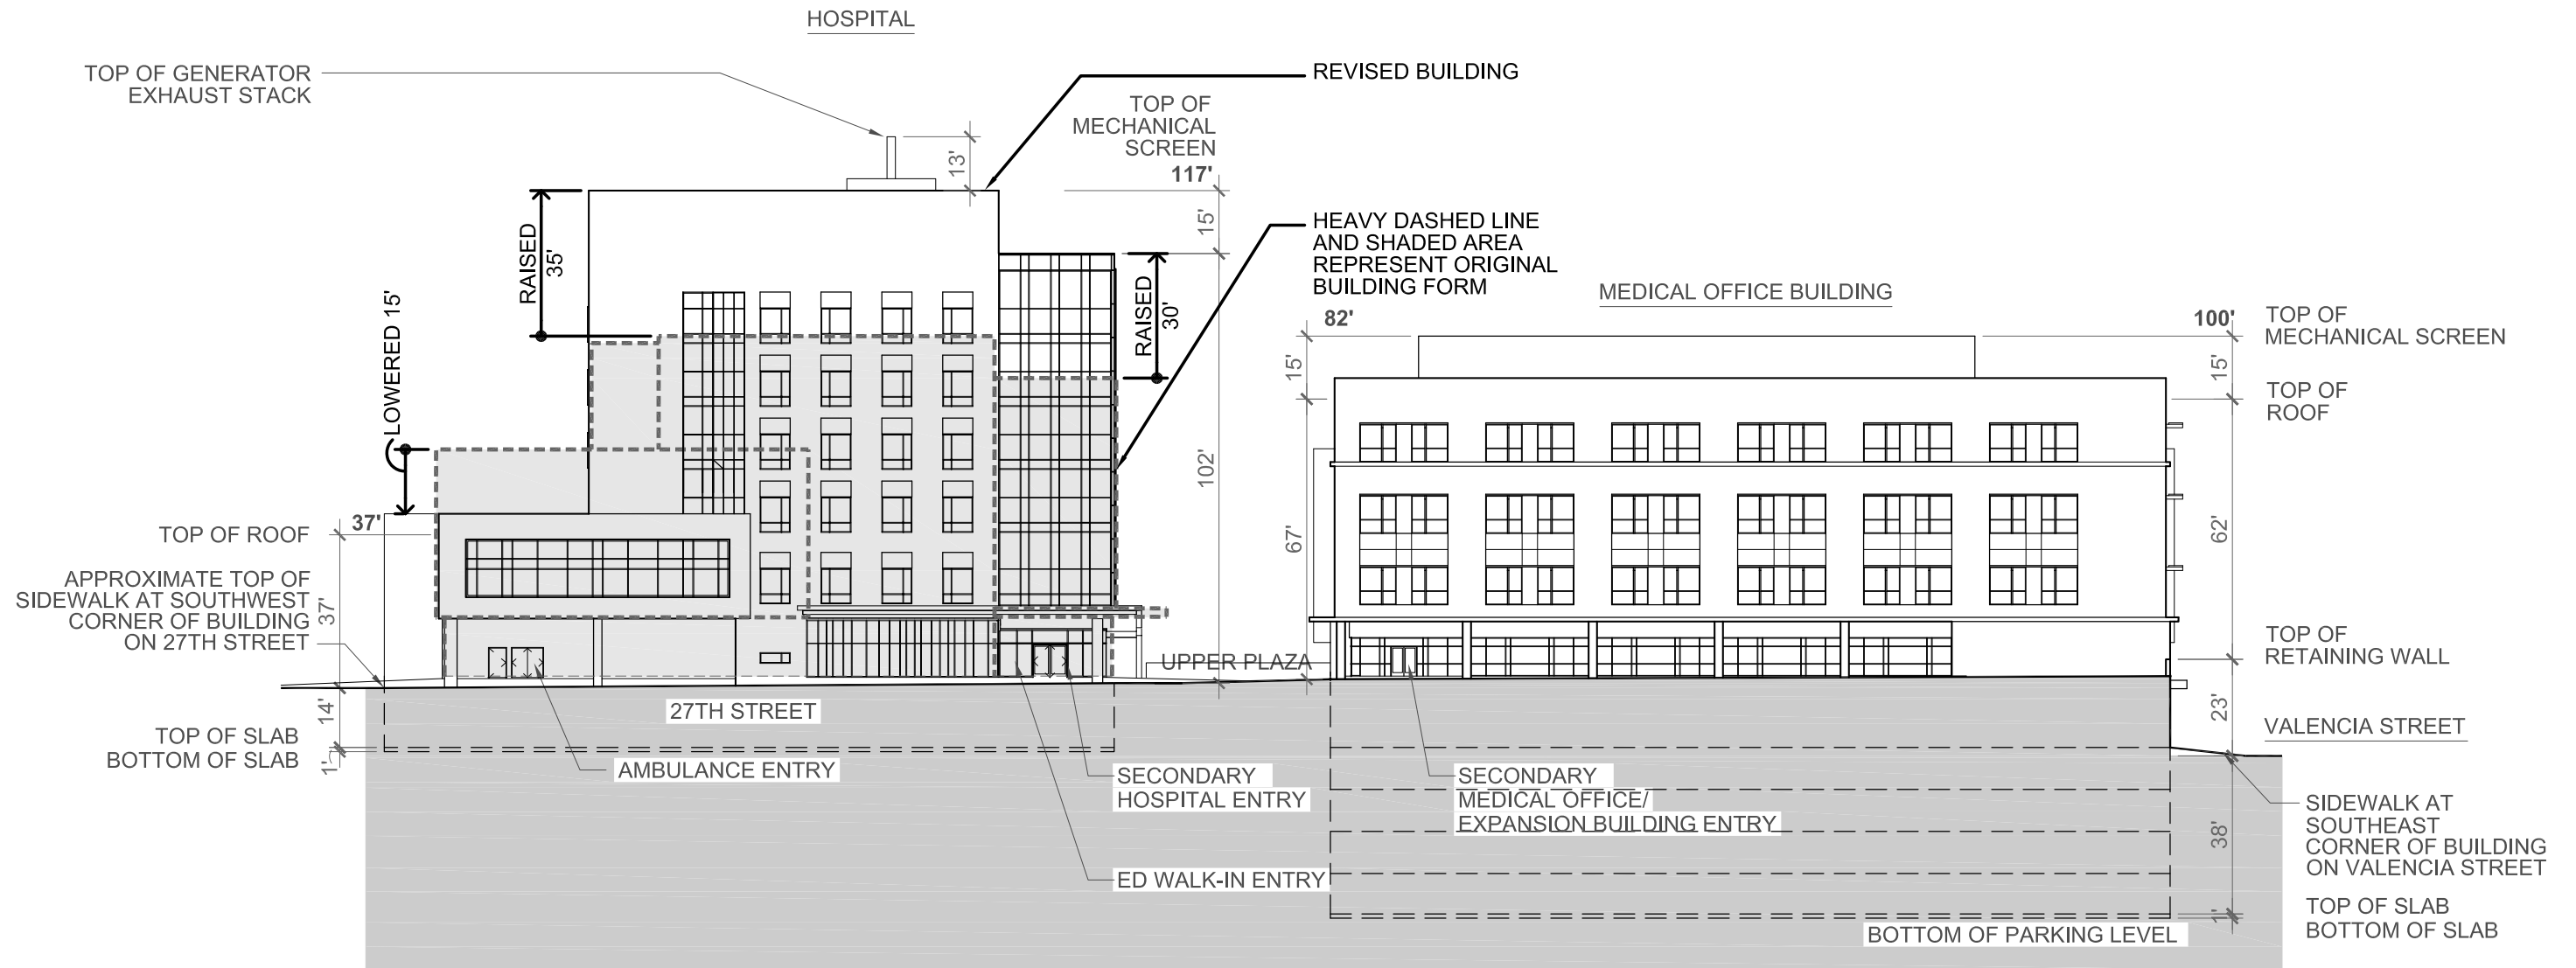 HOSPITAL
TOP OF GENERATOR
EXHAUST STACK
REVISED BUILDING
TOP OF
MECHANICAL
SCREEN
117'
13'
15'
RAISED
35'
HEAVY DASHED LINE
AND SHADED AREA
REPRESENT ORIGINAL
BUILDING FORM
RAISED
30'
LOWERED 15'
102'
37'
TOP OF ROOF
37'
APPROXIMATE TOP OF
SIDEWALK AT SOUTHWEST
CORNER OF BUILDING
ON 27TH STREET
14'
TOP OF SLAB
BOTTOM OF SLAB
1'
27TH STREET
AMBULANCE ENTRY
SECONDARY
HOSPITAL ENTRY
ED WALK-IN ENTRY
UPPER PLAZA
MEDICAL OFFICE BUILDING
82'
15'
67'
100'
TOP OF
MECHANICAL SCREEN
15'
TOP OF
ROOF
62'
TOP OF
RETAINING WALL
23'
VALENCIA STREET
SECONDARY
MEDICAL OFFICE/
EXPANSION BUILDING ENTRY
38'
SIDEWALK AT
SOUTHEAST
CORNER OF BUILDING
ON VALENCIA STREET
1'
TOP OF SLAB
BOTTOM OF SLAB
BOTTOM OF PARKING LEVEL